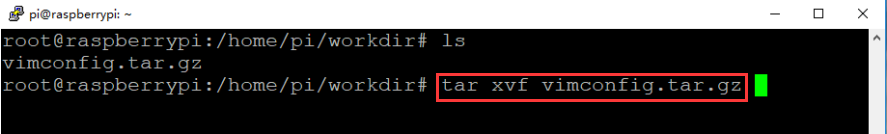 pi@raspberrypi: ~
root@raspberrypi:/home/pi/workdir# ls
vimconfig.tar.gz
root@raspberrypi:/home/pi/workdir# tar xvf vimconfig.tar.gz